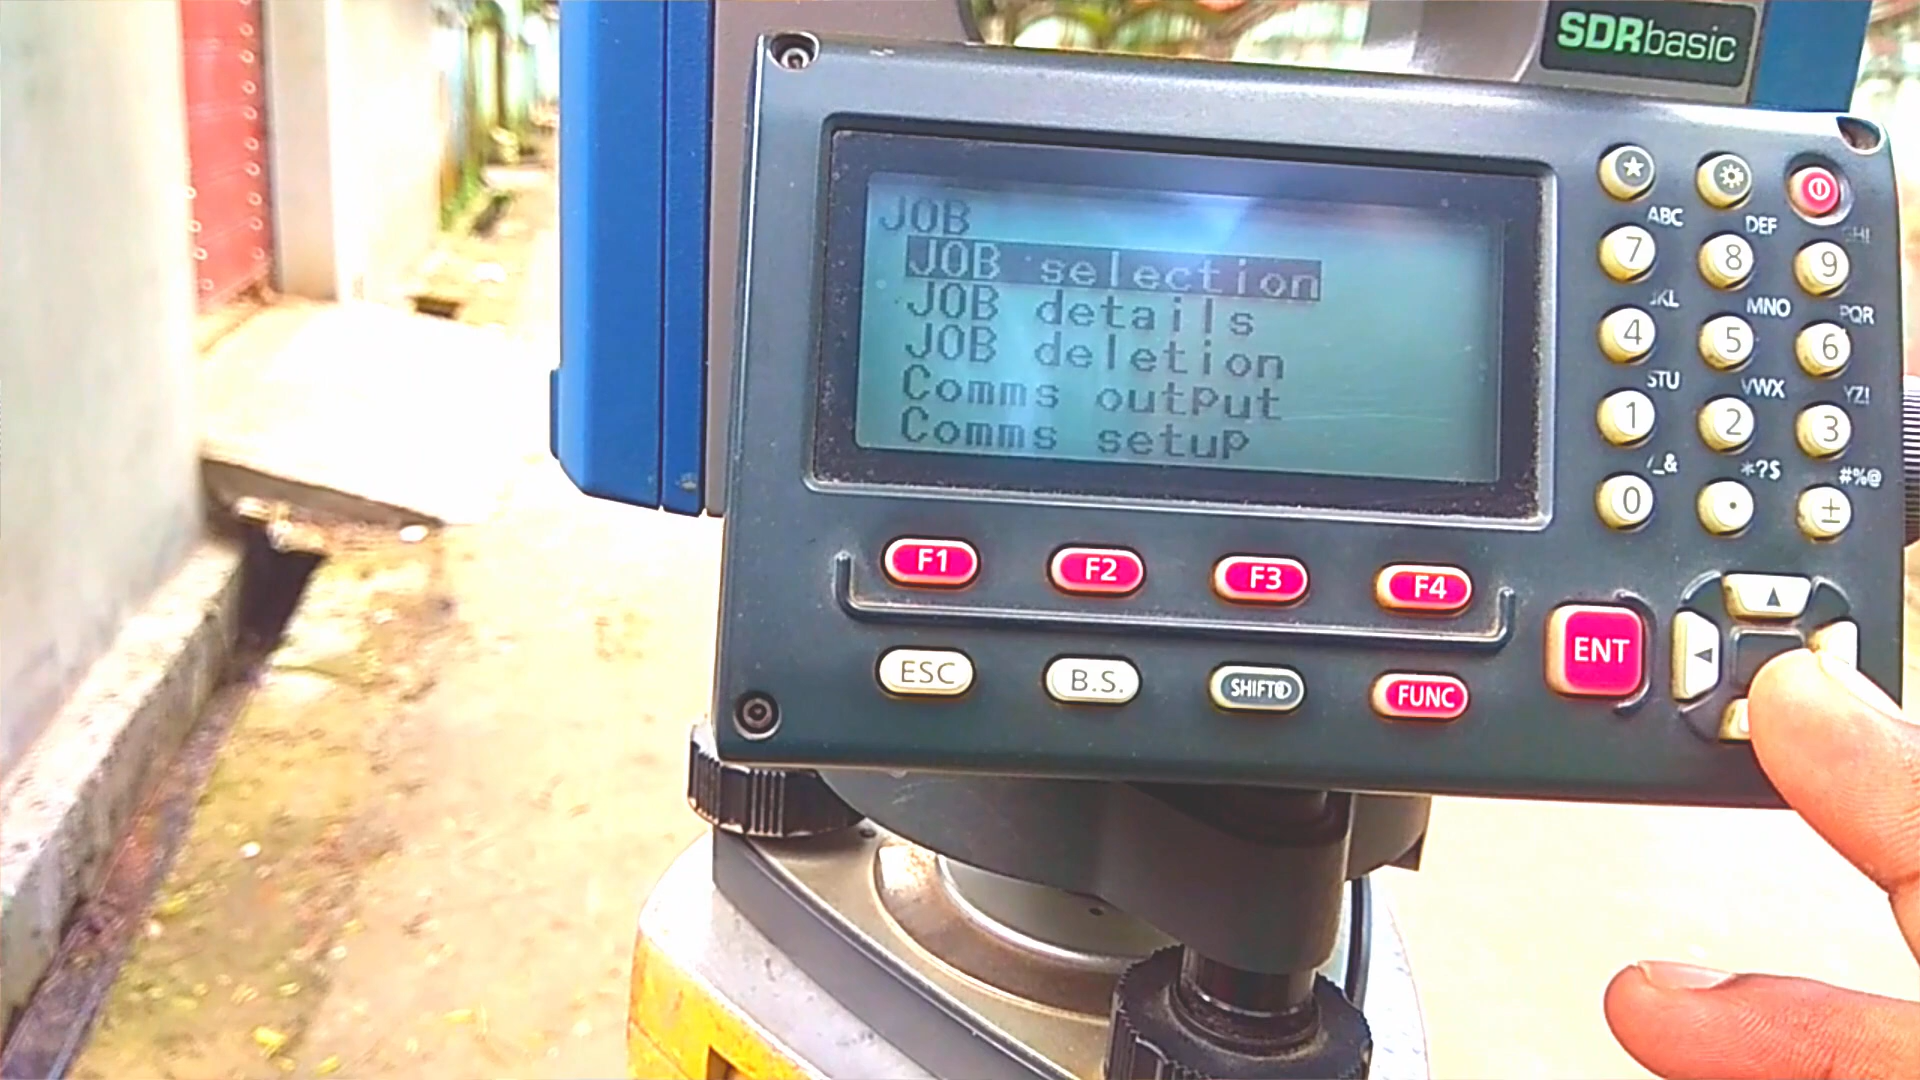 SDRbasic
JOB
JOB selection
JOB details
JOB deletion
Comms output
Comms setup
ABC DEF GHI
7 8 9
JKL MNO PQR
4 5 6
STU VWX YZ!
1 2 3
/_& *?$ #%@
0 . ±
F1 F2 F3 F4
ENT
ESC B.S. SHIFT FUNC